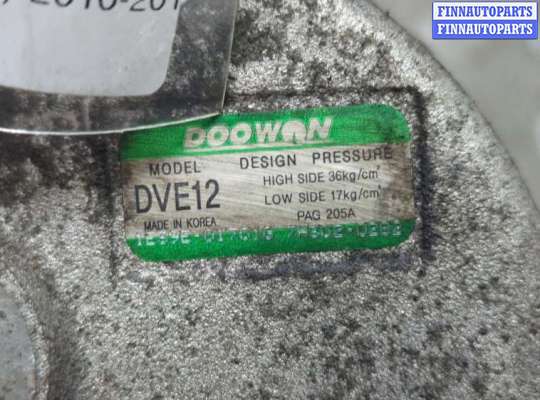 FINNAUTOPARTS
FINNAUTOPARTS
DOOWON
MODEL DESIGN PRESSURE
DVE12 HIGH SIDE 36kg/cm²
LOW SIDE 17kg/cm²
MADE IN KOREA PAG 205A